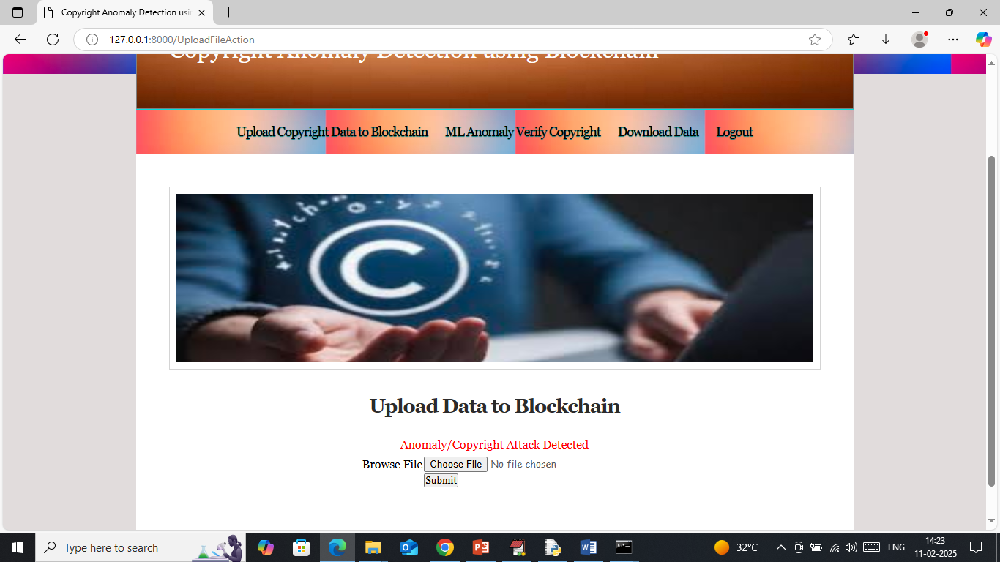 Copyright Anomaly Detection usin
127.0.0.1:8000/UploadFileAction
Copyright Anomaly Detection using Blockchain
Upload Copyright Data to Blockchain ML Anomaly Verify Copyright Download Data Logout
C
Upload Data to Blockchain
Anomaly/Copyright Attack Detected
Browse File Choose File No file chosen
Submit
Type here to search
32°C
ENG
14:23
11-02-2025